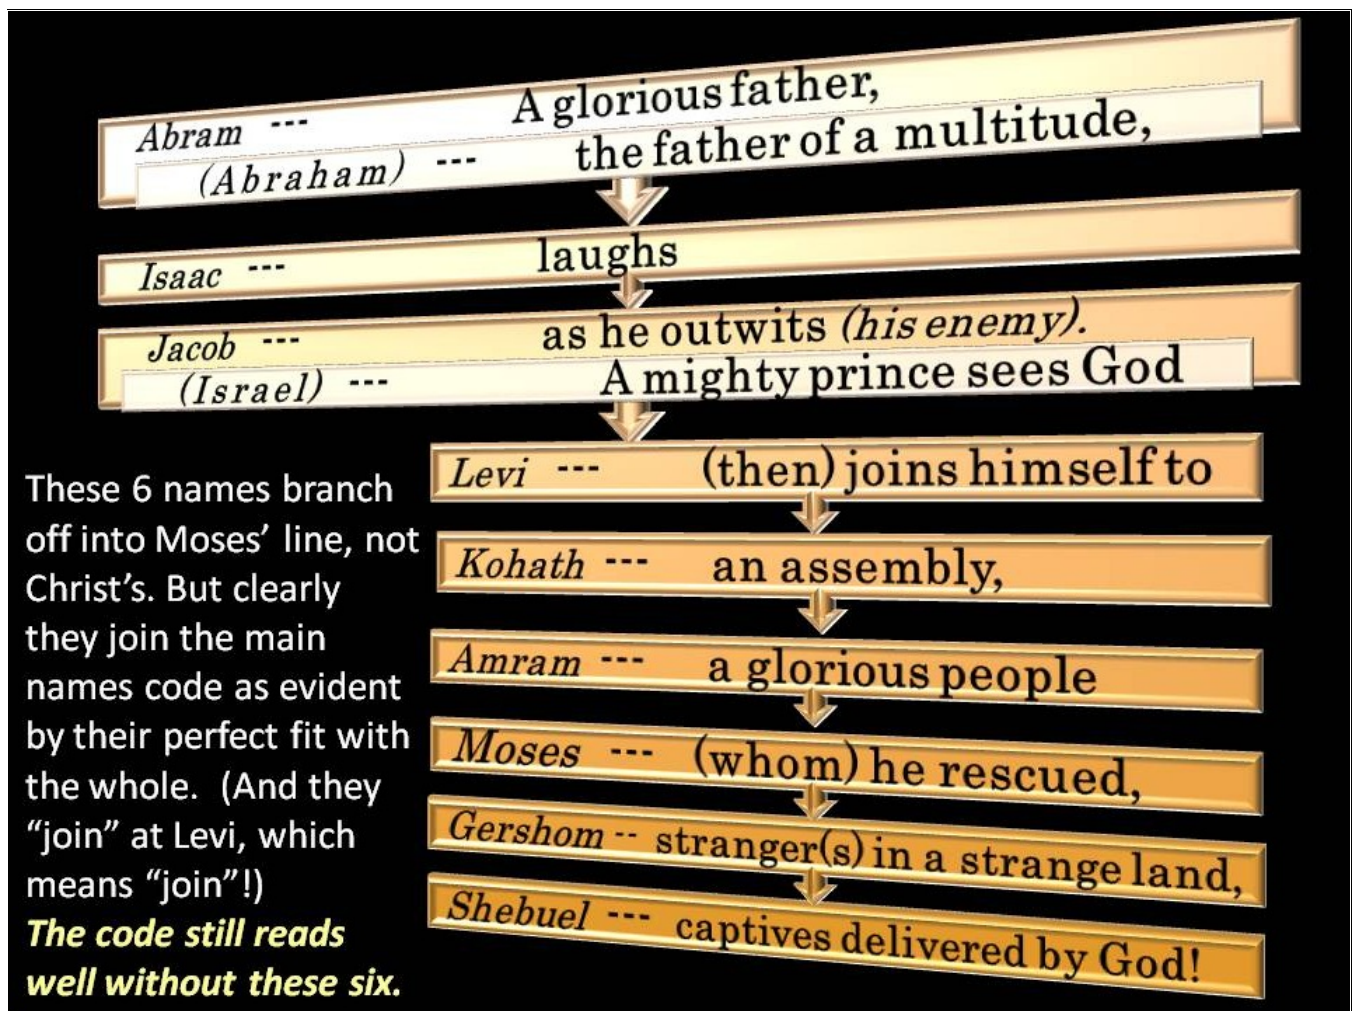 Abram --- A glorious father,
(Abraham) --- the father of a multitude,
Isaac --- laughs
Jacob --- as he outwits (his enemy).
(Israel) --- A mighty prince sees God
Levi --- (then) joins himself to
Kohath --- an assembly,
Amram --- a glorious people
Moses --- (whom) he rescued,
Gershom -- stranger(s) in a strange land,
Shebuel --- captives delivered by God!
These 6 names branch
off into Moses’ line, not
Christ’s. But clearly
they join the main
names code as evident
by their perfect fit with
the whole. (And they
“join” at Levi, which
means “join”!)
The code still reads
well without these six.